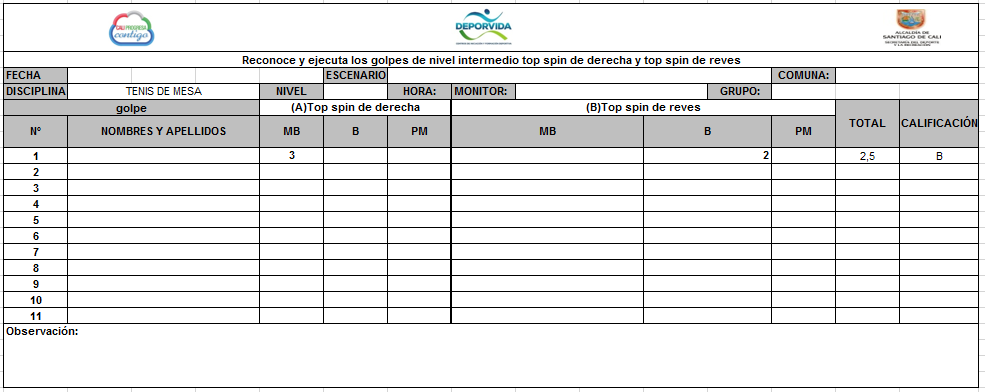 CALI PROGRESA
contigo
DEPORVIDA
ALCALDÍA DE
SANTIAGO DE CALI
SECRETARÍA DEL DEPORTE
Y LA RECREACIÓN
Reconoce y ejecuta los golpes de nivel intermedio top spin de derecha y top spin de reves
FECHA ESCENARIO COMUNA:
DISCIPLINA TENIS DE MESA NIVEL HORA: MONITOR: GRUPO:
golpe (A)Top spin de derecha (B)Top spin de reves TOTAL CALIFICACIÓN
Nº NOMBRES Y APELLIDOS MB B PM MB B PM
1 3 2 2,5 B
2
3
4
5
6
7
8
9
10
11
Observación: